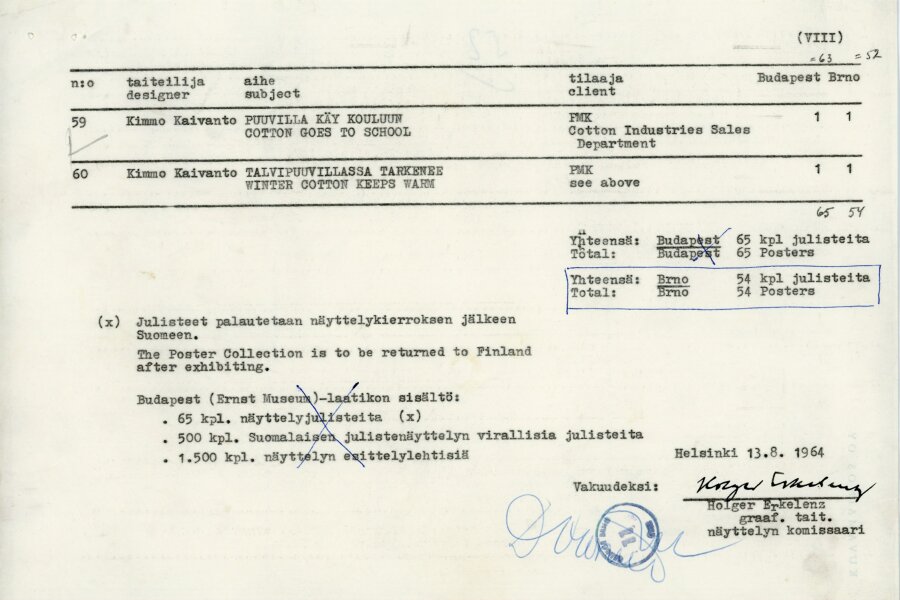 (VIII)
=63 =52
n:o taiteilija aihe tilaaja Budapest Brno
designer subject client
59 Kimmo Kaivanto PUUVILLA KÄY KOULUUN PMK 1 1
COTTON GOES TO SCHOOL Cotton Industries Sales
Department
60 Kimmo Kaivanto TALVIPUUVILLASSA TARKENEE PMK 1 1
WINTER COTTON KEEPS WARM see above
65 54
Yhteensä: Budapest 65 kpl julisteita
Total: Budapest 65 Posters
Yhteensä: Brno 54 kpl julisteita
Total: Brno 54 Posters
(x) Julisteet palautetaan näyttelykierroksen jälkeen
Suomeen.
The Poster Collection is to be returned to Finland
after exhibiting.
Budapest (Ernst Museum)-laatikon sisältö:
. 65 kpl. näyttelyjulisteita (x)
. 500 kpl. Suomalaisen julistenäyttelyn virallisia julisteita
. 1.500 kpl. näyttelyn esittelylehtisiä
Helsinki 13.8. 1964
Vakuudeksi: Holger Erkelenz
Holger Erkelenz
graaf. tait.
näyttelyn komissaari
11